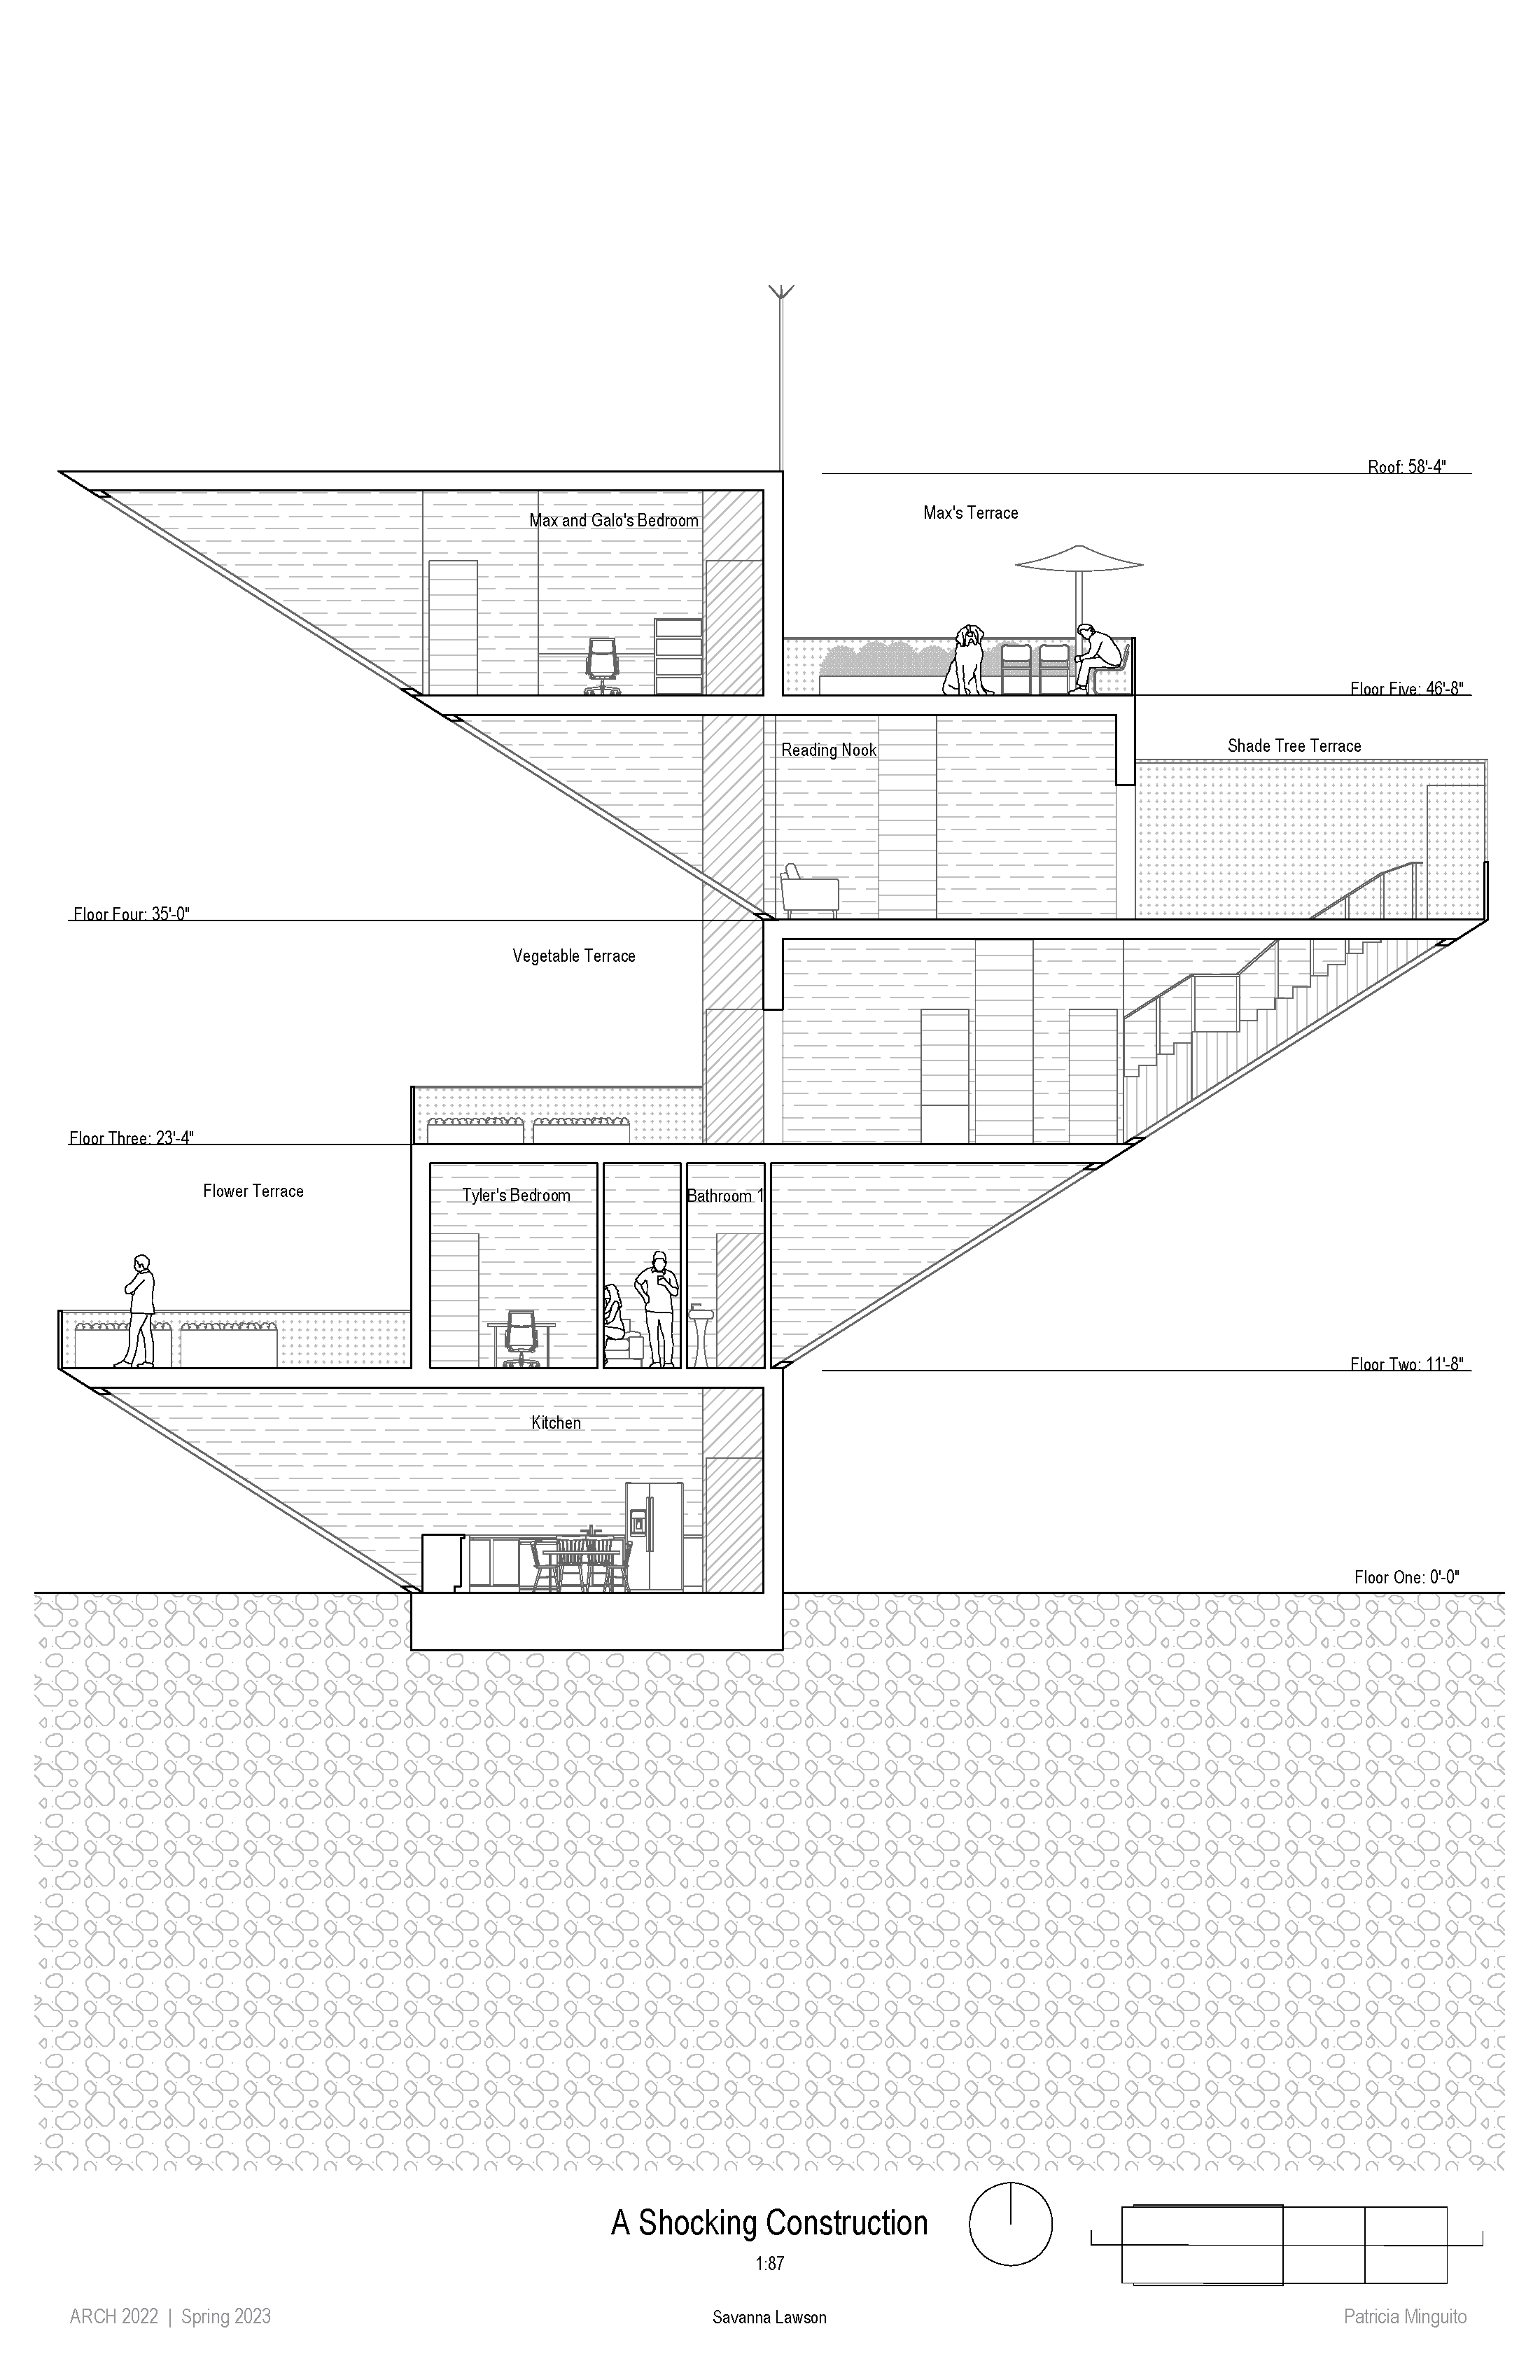 Roof: 58'-4"
Max and Galo's Bedroom
Max's Terrace
Floor Five: 46'-8"
Reading Nook
Shade Tree Terrace
Floor Four: 35'-0"
Vegetable Terrace
Floor Three: 23'-4"
Flower Terrace
Tyler's Bedroom
Bathroom 1
Floor Two: 11'-8"
Kitchen
Floor One: 0'-0"
A Shocking Construction
1:87
ARCH 2022 | Spring 2023
Savanna Lawson
Patricia Minguito